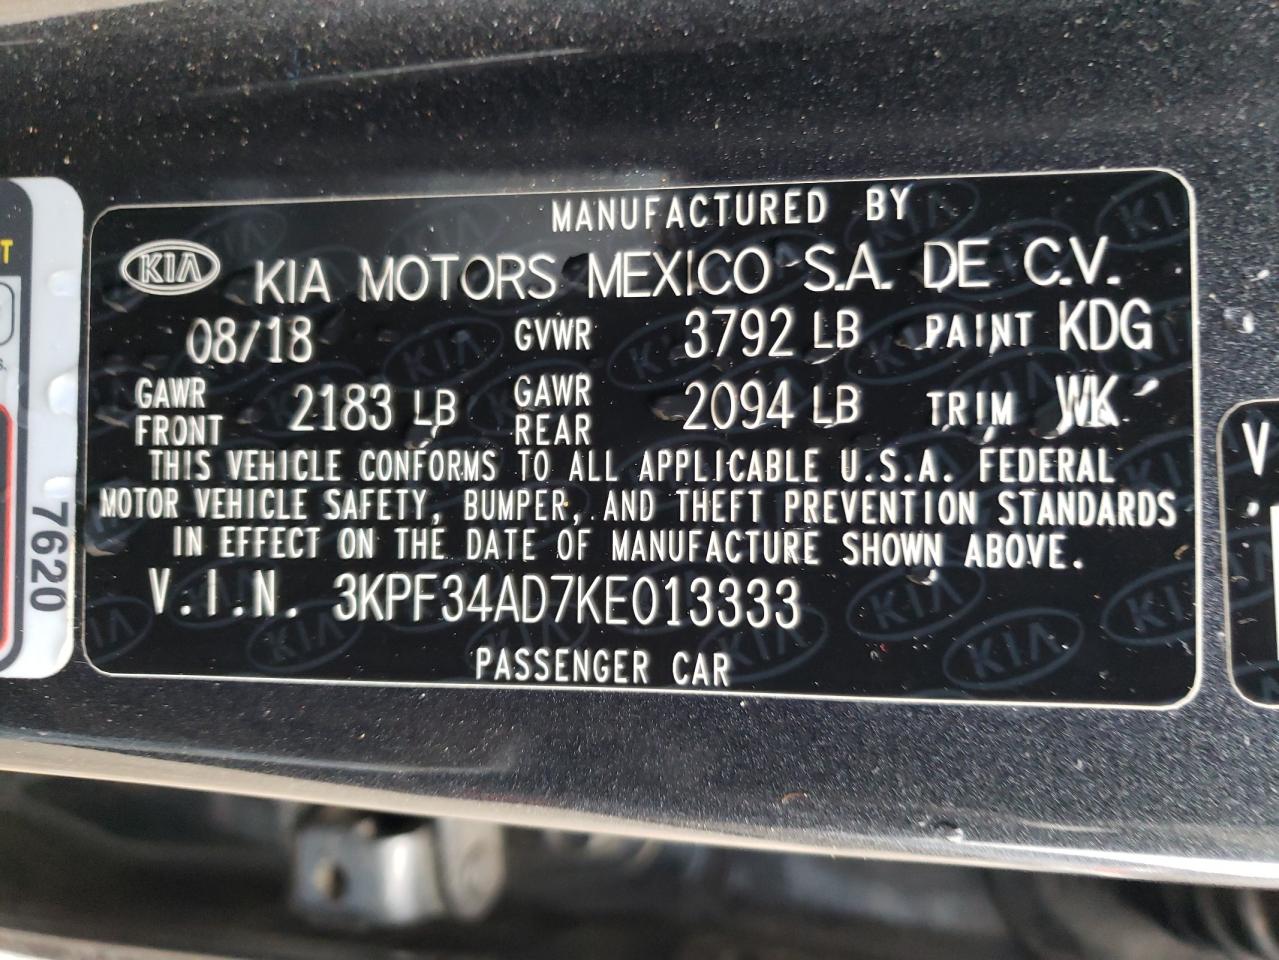 MANUFACTURED BY
KIA KIA MOTORS MEXICO S.A. DE C.V.
08/18 GVWR 3792 LB PAINT KDG
GAWR FRONT 2183 LB GAWR REAR 2094 LB TRIM WK
THIS VEHICLE CONFORMS TO ALL APPLICABLE U.S.A. FEDERAL
MOTOR VEHICLE SAFETY, BUMPER, AND THEFT PREVENTION STANDARDS
IN EFFECT ON THE DATE OF MANUFACTURE SHOWN ABOVE.
V.I.N. 3KPF34AD7KE013333
PASSENGER CAR
7620
V